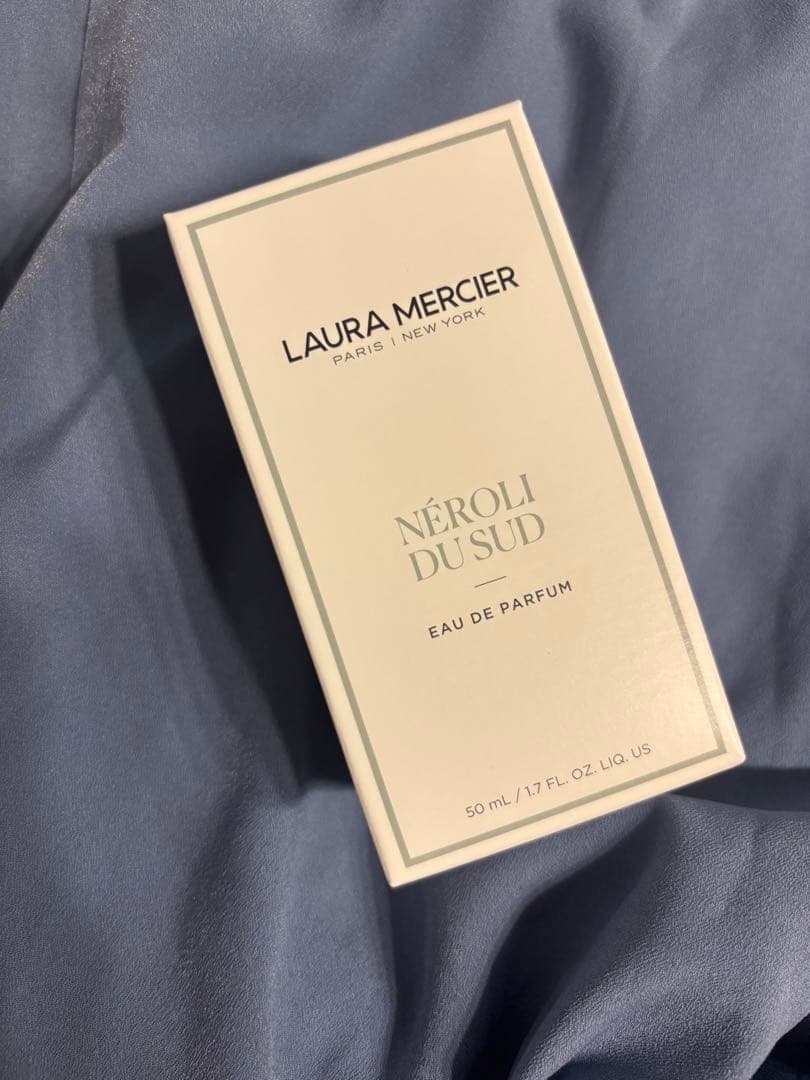 LAURA MERCIER
PARIS | NEW YORK
NÉROLI
DU SUD
EAU DE PARFUM
50 mL / 1.7 FL. OZ. LIQ. US